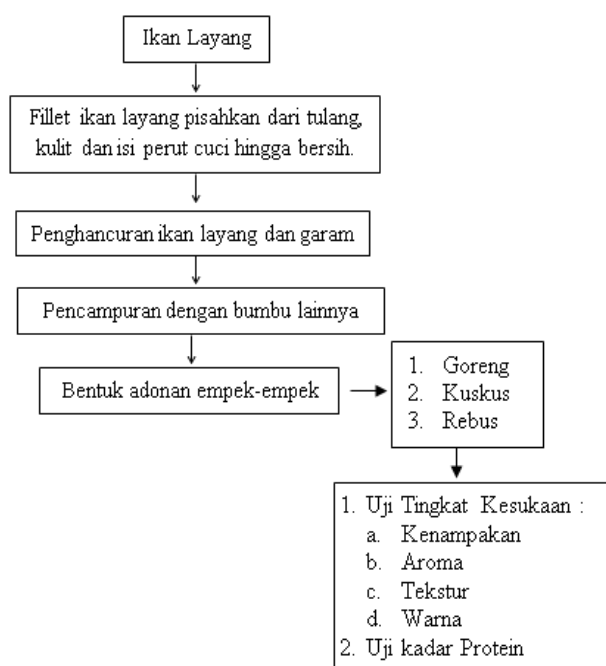 Ikan Layang
Fillet ikan layang pisahkan dari tulang,
kulit dan isi perut cuci hingga bersih.
Penghancuran ikan layang dan garam
Pencampuran dengan bumbu lainnya
Bentuk adonan empek-empek
1. Goreng
2. Kuskus
3. Rebus
1. Uji Tingkat Kesukaan :
a. Kenampakan
b. Aroma
c. Tekstur
d. Warna
2. Uji kadar Protein